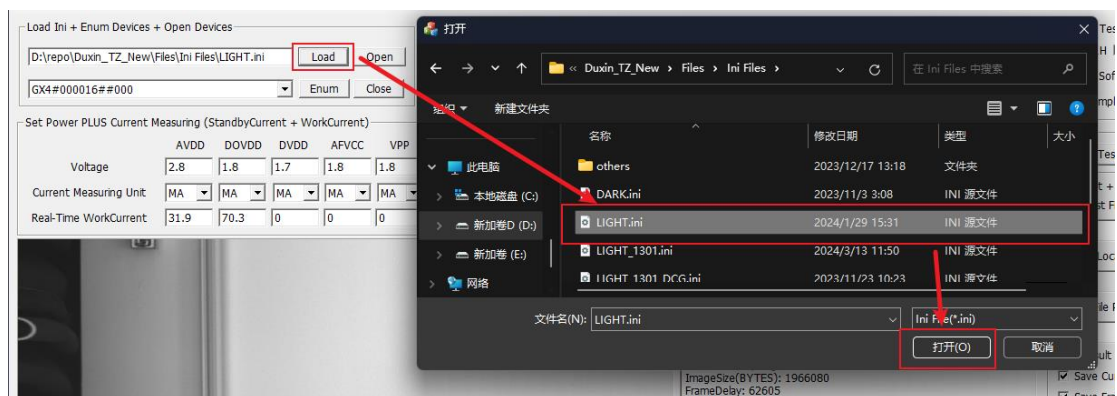 Load Ini + Enum Devices + Open Devices
D:\repo\Duxin_TZ_New\Files\Ini Files\LIGHT.ini Load Open
GX4#000016##000 Enum Close
Set Power PLUS Current Measuring (StandbyCurrent + WorkCurrent)
AVDD DOVDD DVDD AFVCC VPP
Voltage 2.8 1.8 1.7 1.8 1.8
Current Measuring Unit MA MA MA MA MA
Real-Time WorkCurrent 31.9 70.3 0 0 0
打开
« Duxin_TZ_New › Files › Ini Files › 在 Ini Files 中搜索
组织 新建文件夹
名称 修改日期 类型 大小
此电脑
本地磁盘 (C:)
新加卷D (D:)
新加卷 (E:)
网络
others 2023/12/17 13:18 文件夹
DARK.ini 2023/11/3 3:08 INI 源文件
LIGHT.ini 2024/1/29 15:31 INI 源文件
LIGHT_1301.ini 2024/3/13 11:50 INI 源文件
LIGHT_1301_DCG.ini 2023/11/23 10:23 INI 源文件
文件名(N): LIGHT.ini Ini File(*.ini)
打开(O) 取消
ImageSize(BYTES): 1966080
FrameDelay: 62605